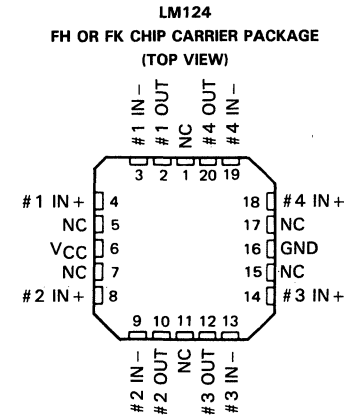 LM124
FH OR FK CHIP CARRIER PACKAGE
(TOP VIEW)
#1 IN −
#1 OUT
NC
#4 OUT
#4 IN −
3 2 1 20 19
#1 IN + 4
NC 5
VCC 6
NC 7
#2 IN + 8
18 #4 IN +
17 NC
16 GND
15 NC
14 #3 IN +
9 10 11 12 13
#2 IN −
#2 OUT
NC
#3 OUT
#3 IN −